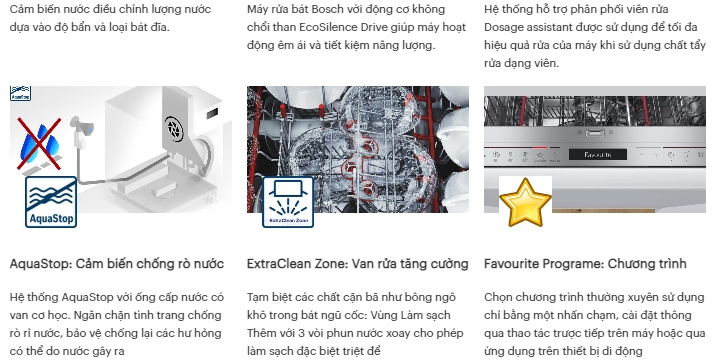 Cảm biến nước điều chỉnh lượng nước
dựa vào độ bẩn và loại bát đĩa.
Máy rửa bát Bosch với động cơ không
chổi than EcoSilence Drive giúp máy hoạt
động êm ái và tiết kiệm năng lượng.
Hệ thống hỗ trợ phân phối viên rửa
Dosage assistant được sử dụng để tối đa
hiệu quả rửa của máy khi sử dụng chất tẩy
rửa dạng viên.
AquaStop
AquaStop
ExtraClean Zone
Favourite
AquaStop: Cảm biến chống rò nước
Hệ thống AquaStop với ống cấp nước có
van cơ học. Ngăn chặn tình trạng chống
rò rỉ nước, bảo vệ chống lại các hư hỏng
có thể do nước gây ra
ExtraClean Zone: Van rửa tăng cường
Tạm biệt các chất cặn bã như bông ngô
khô trong bát ngũ cốc: Vùng Làm sạch
Thêm với 3 vòi phun nước xoay cho phép
làm sạch đặc biệt triệt để
Favourite Programe: Chương trình
Chọn chương trình thường xuyên sử dụng
chỉ bằng một nhấn chạm, cài đặt thông
qua thao tác trược tiếp trên máy hoặc qua
ứng dụng trên thiết bị di động